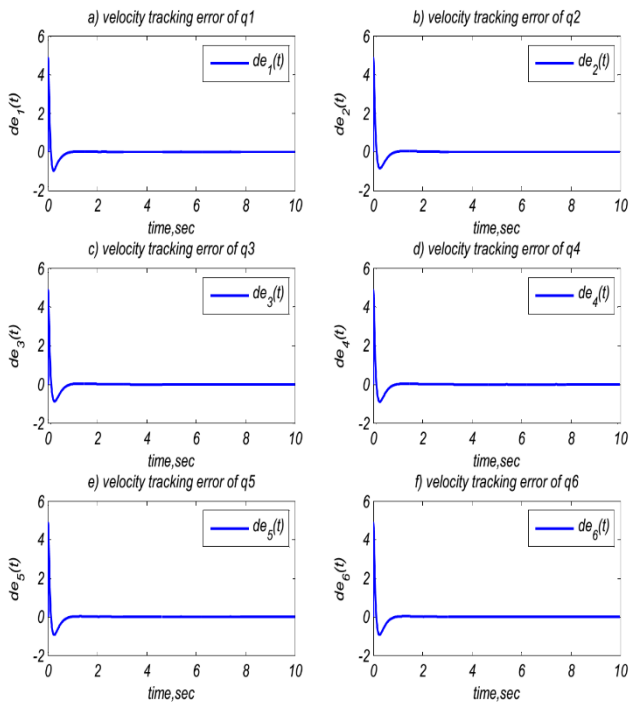 a) velocity tracking error of q1
b) velocity tracking error of q2
6
4
2
0
-2
de1(t)
de1(t)
0 2 4 6 8 10
time,sec
6
4
2
0
-2
de2(t)
de2(t)
0 2 4 6 8 10
time,sec
c) velocity tracking error of q3
d) velocity tracking error of q4
6
4
2
0
-2
de3(t)
de3(t)
0 2 4 6 8 10
time,sec
6
4
2
0
-2
de4(t)
de4(t)
0 2 4 6 8 10
time,sec
e) velocity tracking error of q5
f) velocity tracking error of q6
6
4
2
0
-2
de5(t)
de5(t)
0 2 4 6 8 10
time,sec
6
4
2
0
-2
de6(t)
de6(t)
0 2 4 6 8 10
time,sec